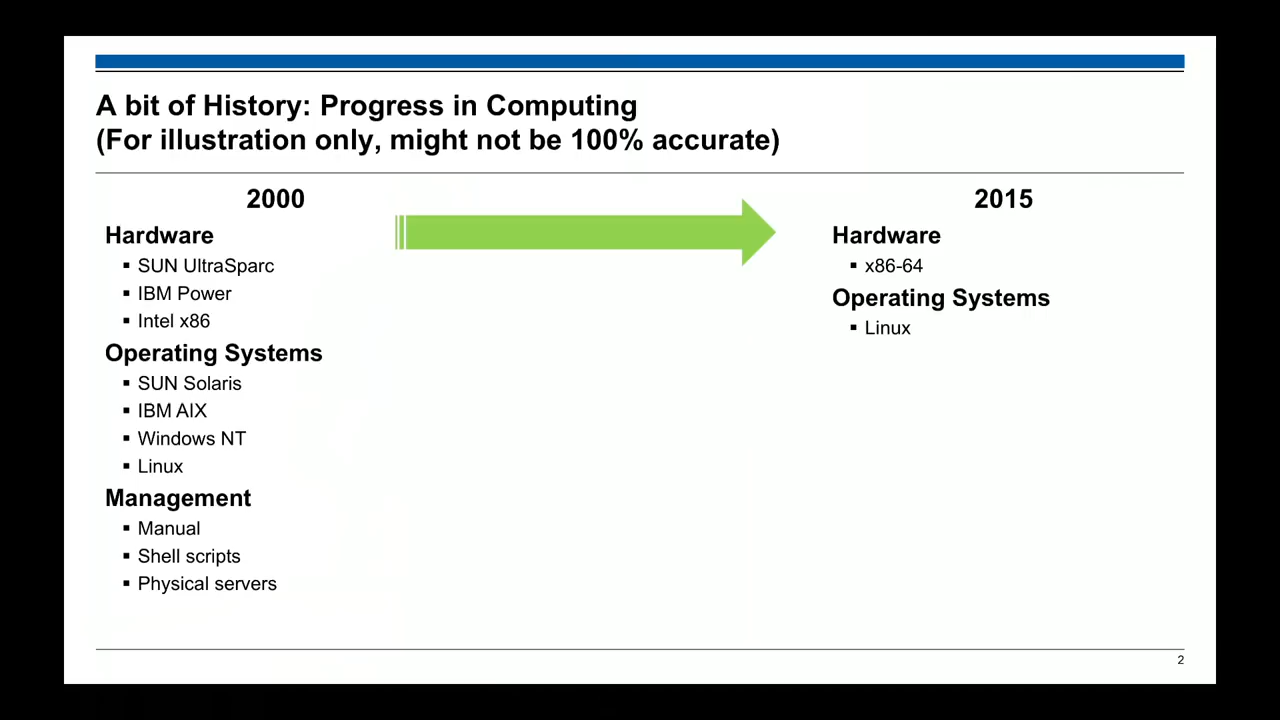 A bit of History: Progress in Computing
(For illustration only, might not be 100% accurate)
2000
Hardware
▪ SUN UltraSparc
▪ IBM Power
▪ Intel x86
Operating Systems
▪ SUN Solaris
▪ IBM AIX
▪ Windows NT
▪ Linux
Management
▪ Manual
▪ Shell scripts
▪ Physical servers
2015
Hardware
▪ x86-64
Operating Systems
▪ Linux
2